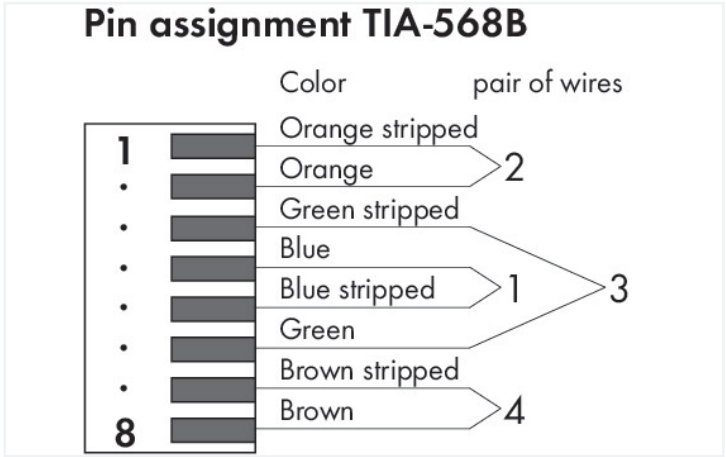 Pin assignment TIA-568B
Color pair of wires
1 Orange stripped
Orange 2
Green stripped
Blue
Blue stripped 1 3
Green
Brown stripped
8 Brown 4